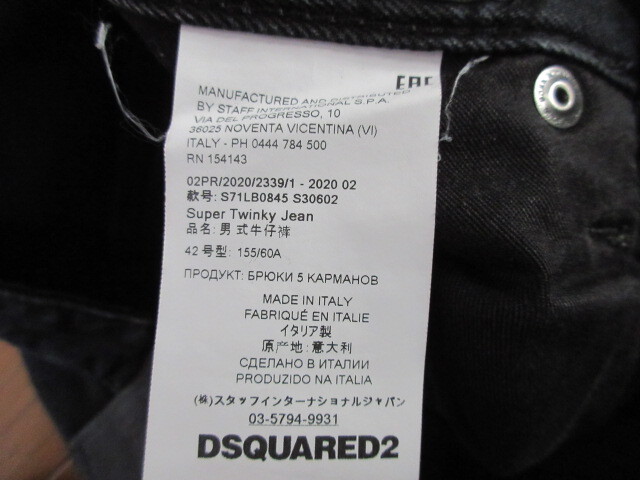 EAC
MANUFACTURED AND DISTRIBUTED
BY STAFF INTERNATIONAL S.P.A.
VIA DEL PROGRESSO, 10
36025 NOVENTA VICENTINA (VI)
ITALY - PH 0444 784 500
RN 154143
02PR/2020/2339/1 - 2020 02
款号: S71LB0845 S30602
Super Twinky Jean
品名: 男式牛仔裤
42 号型: 155/60A
ПРОДУКТ: БРЮКИ 5 КАРМАНОВ
MADE IN ITALY
FABRIQUÉ EN ITALIE
イタリア製
原产地: 意大利
СДЕЛАНО В ИТАЛИИ
PRODUZIDO NA ITALIA
(株)スタッフインターナショナルジャパン
03-5794-9931
DSQUARED2